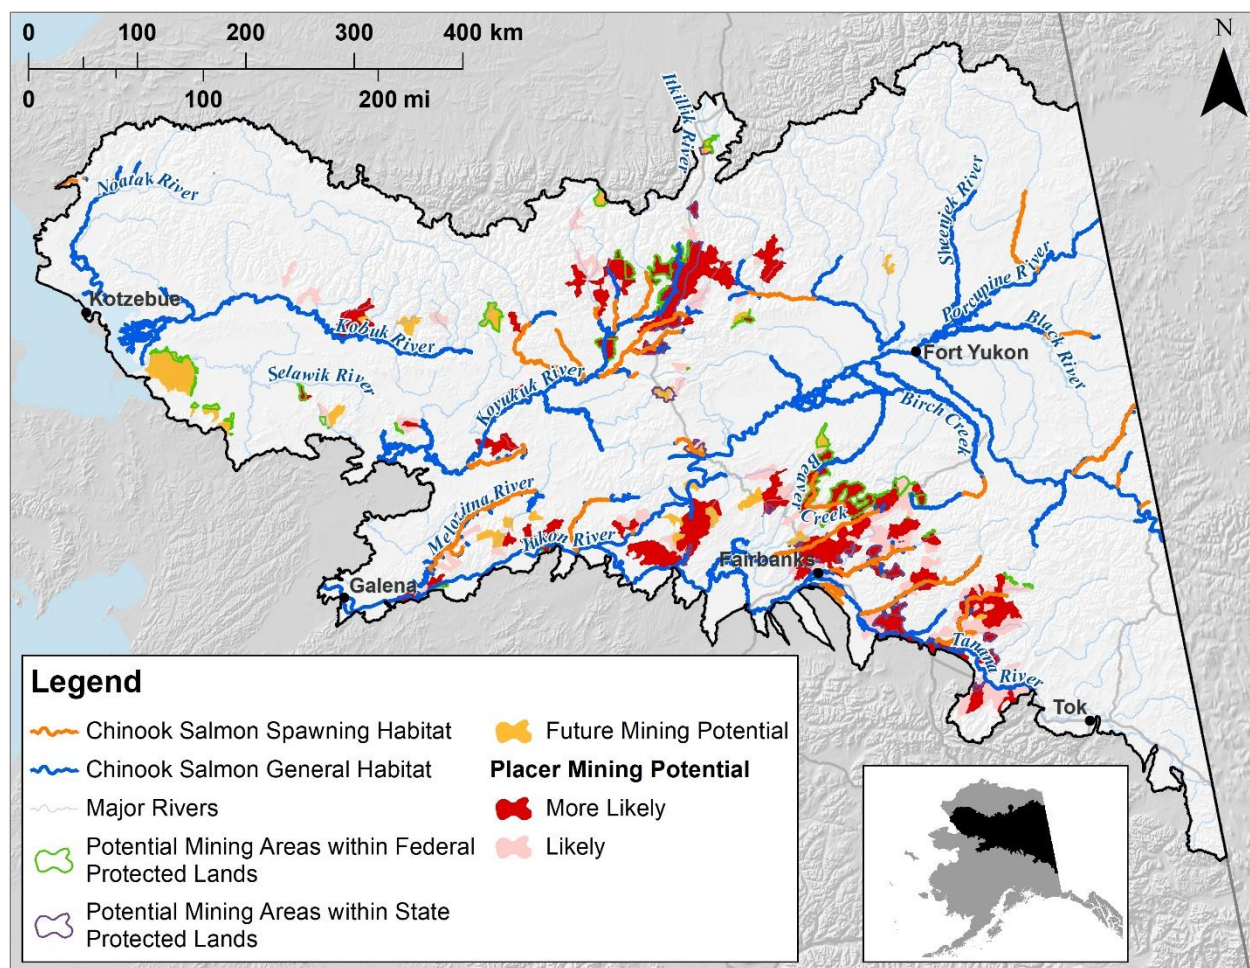 0 100 200 300 400 km
0 100 200 mi
N
Itkillik River
Noatak River
Sheenjek River
Porcupine River
Kotzebue
Kobuk River
Black River
Fort Yukon
Selawik River
Koyukuk River
Birch Creek
Beaver
Creek
Melozitna River
Yukon River
Fairbanks
Galena
Tanana River
Tok
Legend
Chinook Salmon Spawning Habitat
Chinook Salmon General Habitat
Major Rivers
Potential Mining Areas within Federal
Protected Lands
Potential Mining Areas within State
Protected Lands
Future Mining Potential
Placer Mining Potential
More Likely
Likely